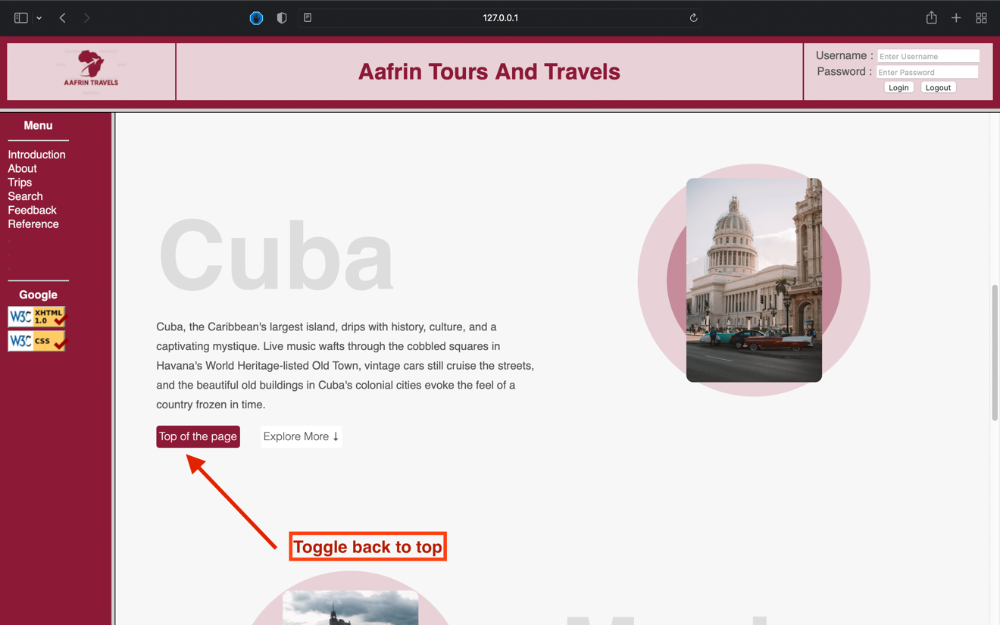 127.0.0.1
AAFRIN TRAVELS
Aafrin Tours And Travels
Username : Enter Username
Password : Enter Password
Login Logout
Menu
Introduction
About
Trips
Search
Feedback
Reference
.
.
.
Google
W3C XHTML 1.0
W3C CSS
Cuba
Cuba, the Caribbean's largest island, drips with history, culture, and a
captivating mystique. Live music wafts through the cobbled squares in
Havana's World Heritage-listed Old Town, vintage cars still cruise the streets,
and the beautiful old buildings in Cuba's colonial cities evoke the feel of a
country frozen in time.
Top of the page
Explore More ↓
Toggle back to top